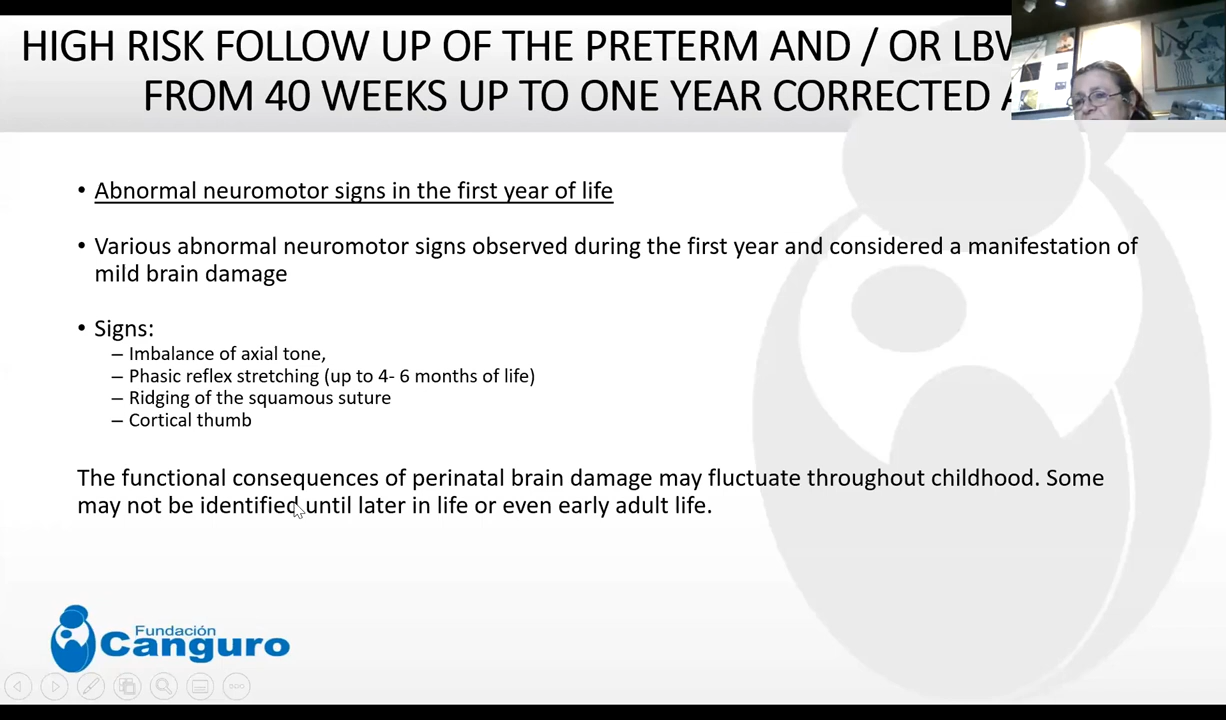 HIGH RISK FOLLOW UP OF THE PRETERM AND / OR
FROM 40 WEEKS UP TO ONE YEAR CORRECTED
• Abnormal neuromotor signs in the first year of life
• Various abnormal neuromotor signs observed during the first year and considered a manifestation of
mild brain damage
• Signs:
– Imbalance of axial tone,
– Phasic reflex stretching (up to 4- 6 months of life)
– Ridging of the squamous suture
– Cortical thumb
The functional consequences of perinatal brain damage may fluctuate throughout childhood. Some
may not be identified until later in life or even early adult life.
Fundación
Canguro